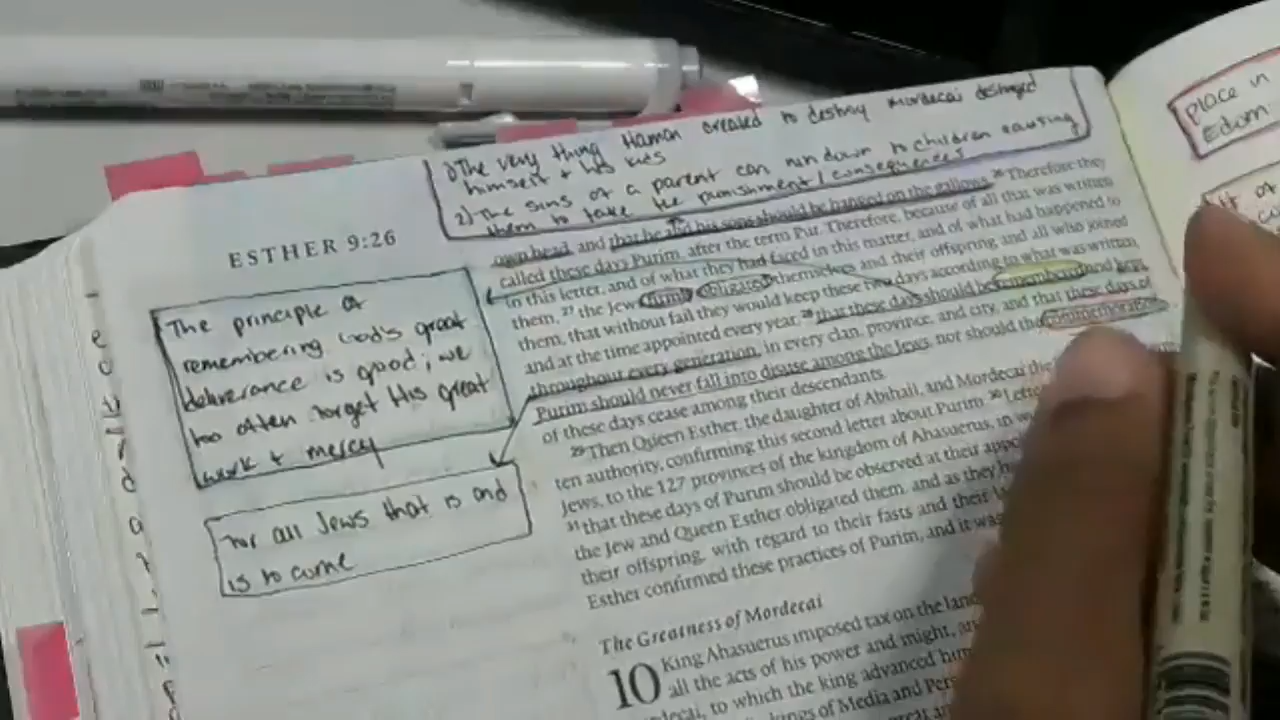 1) The very thing Haman created to destroy Mordecai destroyed
himself + his kids
2) The sins of a parent can run down to children causing
them to take the punishment / consequences
ESTHER 9:26
The principle of
remembering God's great
deliverance is good; we
too often forget His great
work + mercy
For all Jews that is and
is to come
own head, and that he and his sons should be hanged on the gallows. 26 Therefore they
called these days Purim, after the term Pur. Therefore, because of all that was written
in this letter, and of what they had faced in this matter, and of what had happened to
them, 27 the Jews firmly obligated themselves and their offspring and all who joined
them, that without fail they would keep these two days according to what was written
and at the time appointed every year, 28 that these days should be remembered and kept
throughout every generation, in every clan, province, and city, and that these days of
Purim should never fall into disuse among the Jews, nor should the commemoration
of these days cease among their descendants.
29 Then Queen Esther, the daughter of Abihail, and Mordecai the
ten authority, confirming this second letter about Purim. 30
Jews, to the 127 provinces of the kingdom of Ahasuerus, in
31 that these days of Purim should be observed at their
the Jew and Queen Esther obligated them, and as they
their offspring, with regard to their fasts and their
Esther confirmed these practices of Purim, and it was
The Greatness of Mordecai
10 King Ahasuerus imposed tax on the land
all the acts of his power and might,
to which the king advanced him
of Media and
Place in
Edom